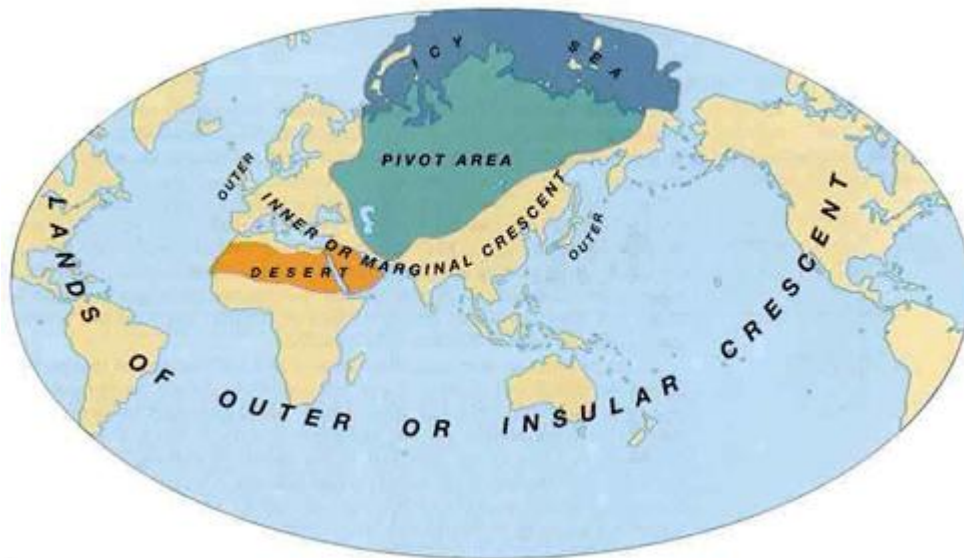 ICY SEA
PIVOT AREA
OUTER
INNER OR MARGINAL CRESCENT
OUTER
DESERT
LANDS OF OUTER OR INSULAR CRESCENT